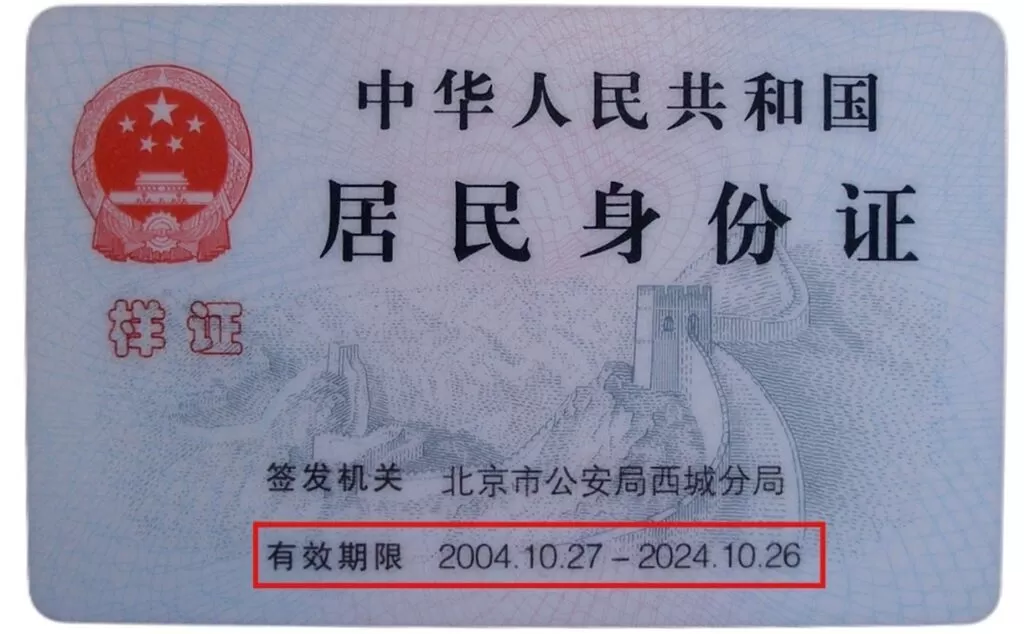 中华人民共和国
居民身份证
样证
签发机关 北京市公安局西城分局
有效期限 2004.10.27-2024.10.26